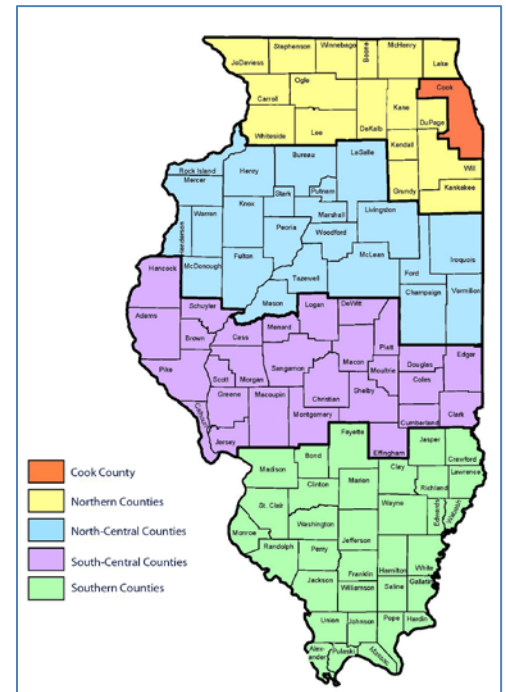 Stephenson
Winnebago
Boone
McHenry
Lake
JoDaviess
Cook
Ogle
Carroll
Kane
DuPage
DeKalb
Whiteside
Lee
Kendall
Will
Grundy
Kankakee
LaSalle
Bureau
Henry
Rock Island
Mercer
Putnam
Stark
Knox
Marshall
Livingston
Warren
Henderson
Peoria
Woodford
Iroquois
McLean
Fulton
McDonough
Ford
Tazewell
Hancock
Champaign
Vermilion
Mason
Logan
DeWitt
Schuyler
Adams
Menard
Cass
Brown
Piatt
Macon
Edgar
Douglas
Sangamon
Moultrie
Pike
Scott
Morgan
Coles
Christian
Shelby
Greene
Macoupin
Calhoun
Montgomery
Clark
Cumberland
Jersey
Fayette
Effingham
Jasper
Bond
Crawford
Madison
Clay
Clinton
Marion
Lawrence
Richland
St. Clair
Wayne
Edwards
Wabash
Washington
Monroe
Jefferson
Randolph
Perry
Franklin
Hamilton
White
Jackson
Williamson
Saline
Gallatin
Union
Johnson
Pope
Hardin
Alex-
ander
Pulaski
Massac
Cook County
Northern Counties
North-Central Counties
South-Central Counties
Southern Counties